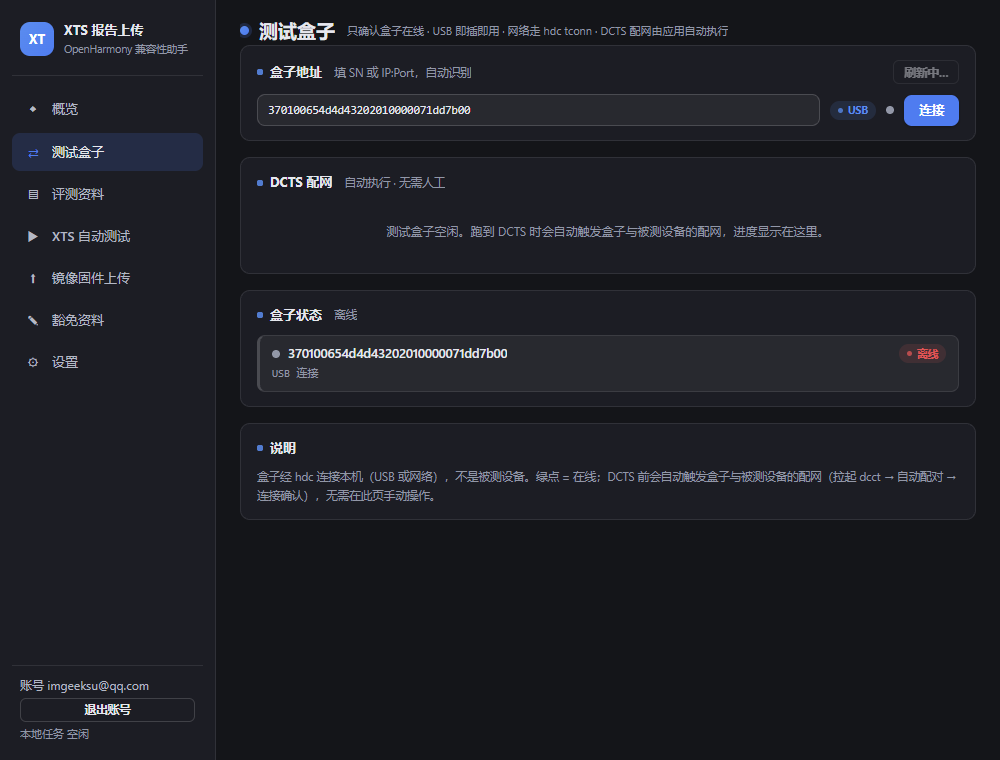 XT
XTS 报告上传
OpenHarmony 兼容性助手
概览
测试盒子
评测资料
XTS 自动测试
镜像固件上传
豁免资料
设置
账号 imgeeksu@qq.com
退出账号
本地任务 空闲
测试盒子 只确认盒子在线 · USB 即插即用 · 网络走 hdc tconn · DCTS 配网由应用自动执行
盒子地址 填 SN 或 IP:Port，自动识别 刷新中...
370100654d4d43202010000071dd7b00 USB 连接
DCTS 配网 自动执行 · 无需人工
测试盒子空闲。跑到 DCTS 时会自动触发盒子与被测设备的配网，进度显示在这里。
盒子状态 离线
370100654d4d43202010000071dd7b00 离线
USB 连接
说明
盒子经 hdc 连接本机（USB 或网络），不是被测设备。绿点 = 在线；DCTS 前会自动触发盒子与被测设备的配网（拉起 dcct → 自动配对 →
连接确认），无需在此页手动操作。